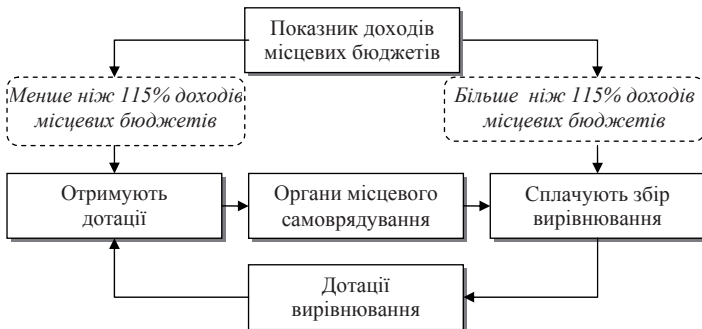 Показник доходів
місцевих бюджетів
Менше ніж 115% доходів
місцевих бюджетів
Більше ніж 115% доходів
місцевих бюджетів
Отримують
дотації
Органи місцевого
самоврядування
Сплачують збір
вирівнювання
Дотації
вирівнювання